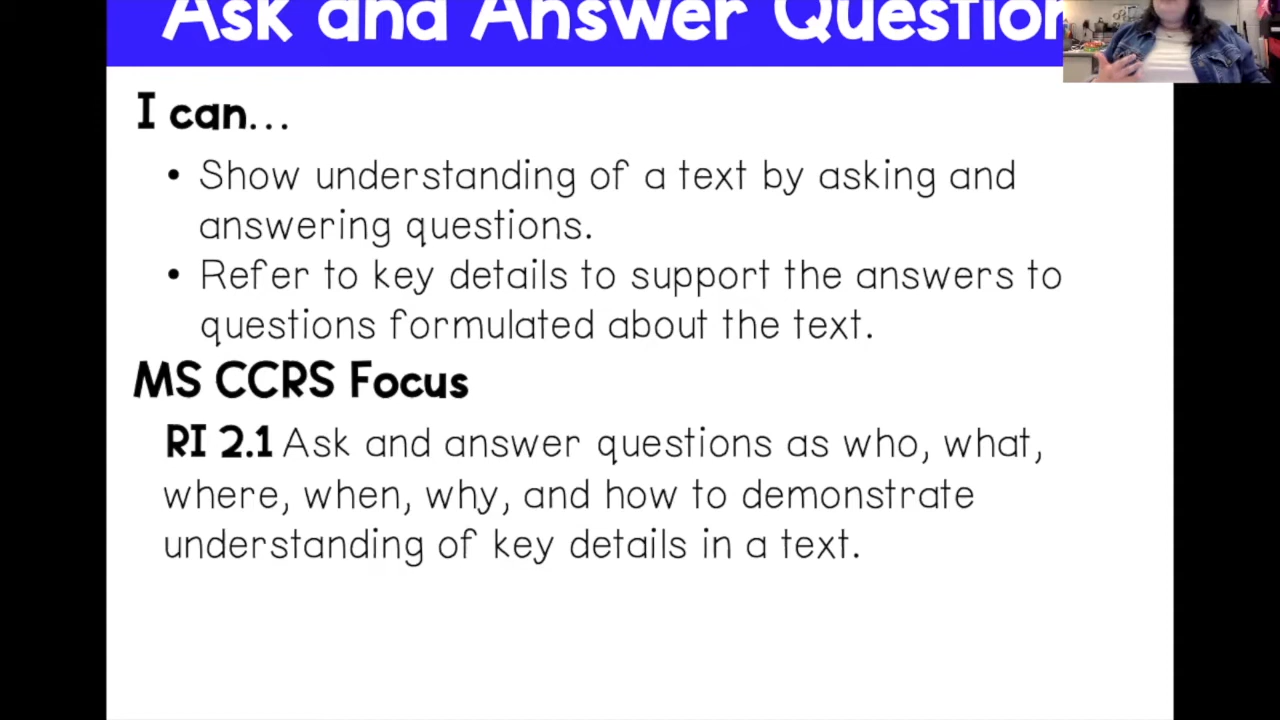 Ask and Answer Question
I can...
• Show understanding of a text by asking and
answering questions.
• Refer to key details to support the answers to
questions formulated about the text.
MS CCRS Focus
RI 2.1 Ask and answer questions as who, what,
where, when, why, and how to demonstrate
understanding of key details in a text.